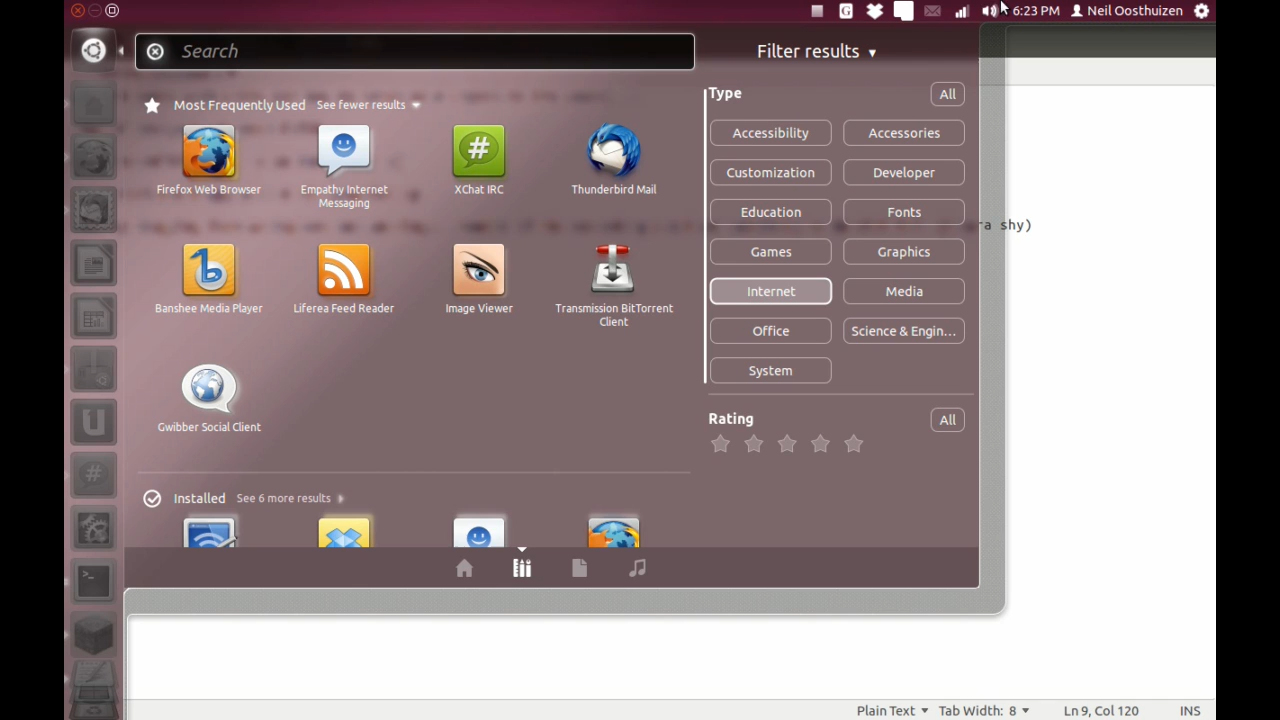 6:23 PM Neil Oosthuizen
Search
Filter results ▾
Most Frequently Used See fewer results
Firefox Web Browser
Empathy Internet
Messaging
XChat IRC
Thunderbird Mail
Banshee Media Player
Liferea Feed Reader
Image Viewer
Transmission BitTorrent
Client
Gwibber Social Client
Installed See 6 more results
Type All
Accessibility Accessories
Customization Developer
Education Fonts
Games Graphics
Internet Media
Office Science & Engin...
System
Rating All
shy)
Plain Text ▾ Tab Width: 8 ▾ Ln 9, Col 120 INS